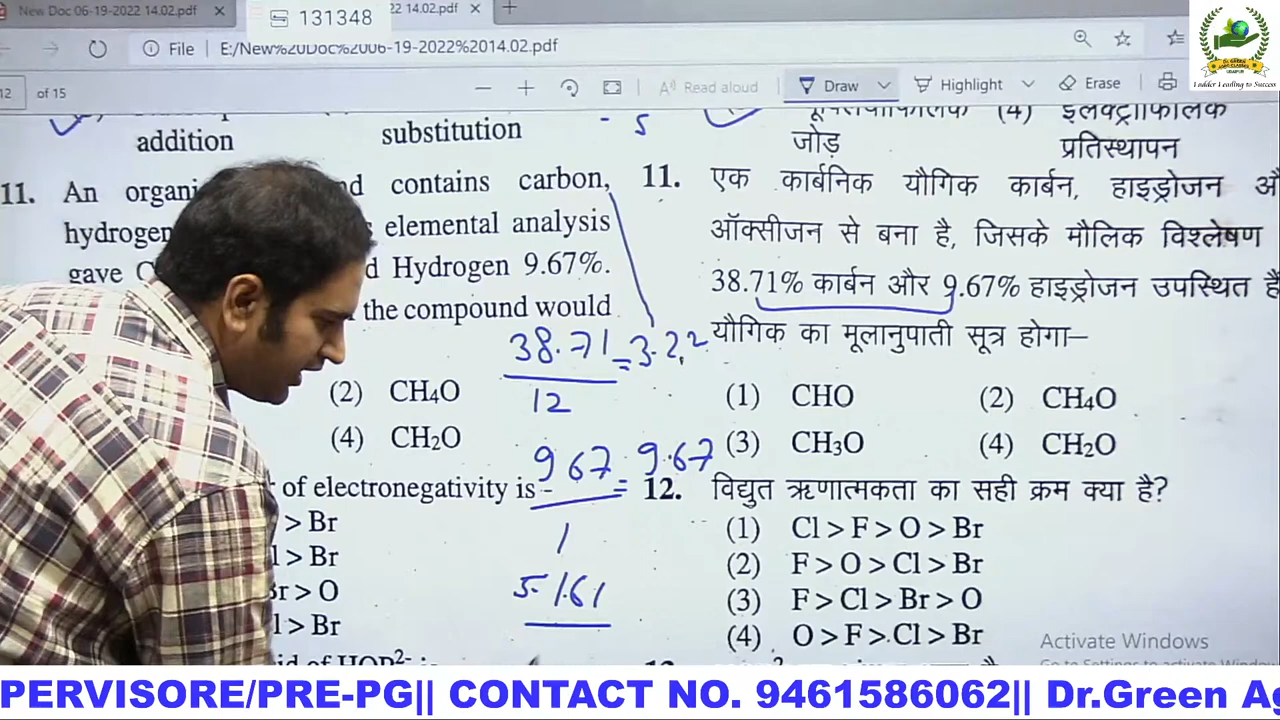 New Doc 06-19-2022 14.02.pdf
131348
22 14.02.pdf
File E:/New%20Doc%2006-19-2022%2014.02.pdf
12 of 15
Read aloud
Draw
Highlight
Erase
Ladder Leading to Success
addition
substitution
- 5
(4) इलेक्ट्रोफिलिक
जोड़
प्रतिस्थापन
11. An contains carbon,
elemental analysis
gave Hydrogen 9.67%.
the compound would
(2) CH₄O
(4) CH₂O
of electronegativity is -
> Br
l > Br
> O
l > Br
38.71 = 3.22
12
9.67 = 9.67
1
5.161
11. एक कार्बनिक यौगिक कार्बन, हाइड्रोजन
ऑक्सीजन से बना है, जिसके मौलिक विश्लेषण
38.71% कार्बन और 9.67% हाइड्रोजन उपस्थित
यौगिक का मूलानुपाती सूत्र होगा—
(1) CHO (2) CH₄O
(3) CH₃O (4) CH₂O
12. विद्युत ऋणात्मकता का सही क्रम क्या है?
(1) Cl > F > O > Br
(2) F > O > Cl > Br
(3) F > Cl > Br > O
(4) O > F > Cl > Br
Activate Windows
PERVISORE/PRE-PG|| CONTACT NO. 9461586062|| Dr.Green Ag